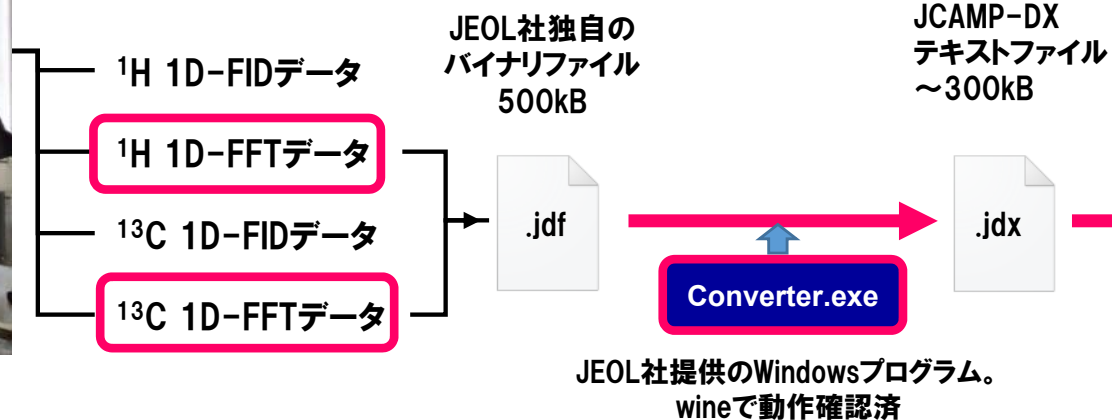 ¹H 1D-FIDデータ
¹H 1D-FFTデータ
¹³C 1D-FIDデータ
¹³C 1D-FFTデータ
JEOL社独自の
バイナリファイル
500kB
.jdf
Converter.exe
JEOL社提供のWindowsプログラム。
wineで動作確認済
JCAMP-DX
テキストファイル
～300kB
.jdx